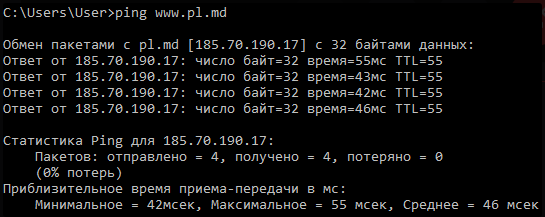 C:\Users\User>ping www.pl.md
Обмен пакетами с pl.md [185.70.190.17] с 32 байтами данных:
Ответ от 185.70.190.17: число байт=32 время=55мс TTL=55
Ответ от 185.70.190.17: число байт=32 время=43мс TTL=55
Ответ от 185.70.190.17: число байт=32 время=42мс TTL=55
Ответ от 185.70.190.17: число байт=32 время=46мс TTL=55
Статистика Ping для 185.70.190.17:
Пакетов: отправлено = 4, получено = 4, потеряно = 0
(0% потерь)
Приблизительное время приема-передачи в мс:
Минимальное = 42мсек, Максимальное = 55 мсек, Среднее = 46 мсек